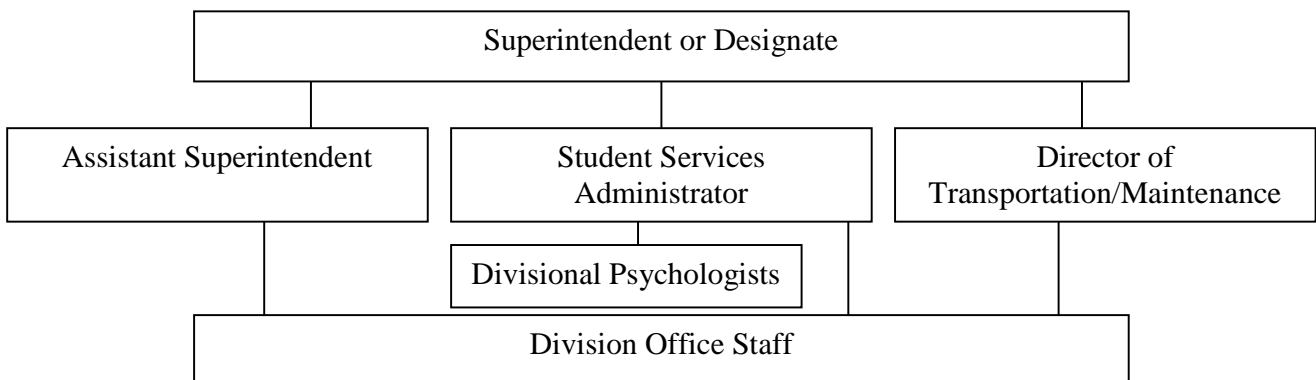 Superintendent or Designate
Assistant Superintendent
Student Services
Administrator
Director of
Transportation/Maintenance
Divisional Psychologists
Division Office Staff